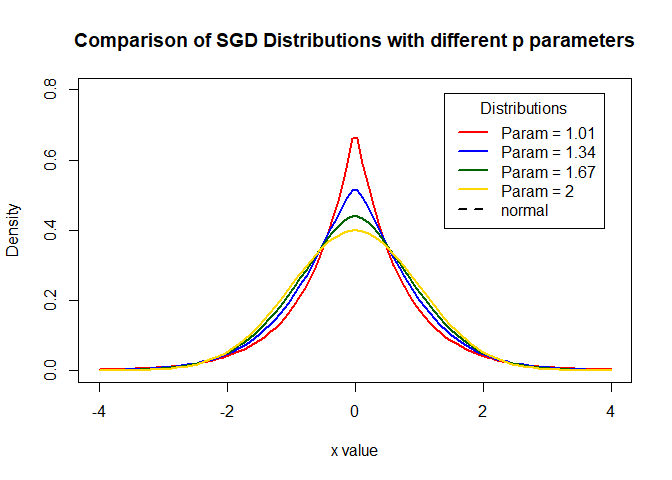 Comparison of SGD Distributions with different p parameters
Distributions
Param = 1.01
Param = 1.34
Param = 1.67
Param = 2
normal
Density
0.8
0.6
0.4
0.2
0.0
-4 -2 0 2 4
x value